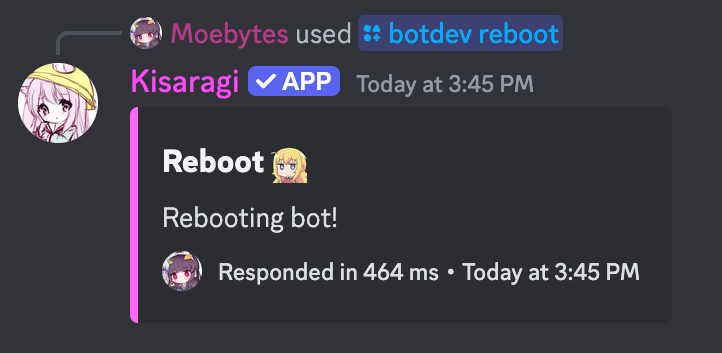 Moebytes used botdev reboot
Kisaragi APP Today at 3:45 PM
Reboot
Rebooting bot!
Responded in 464 ms • Today at 3:45 PM